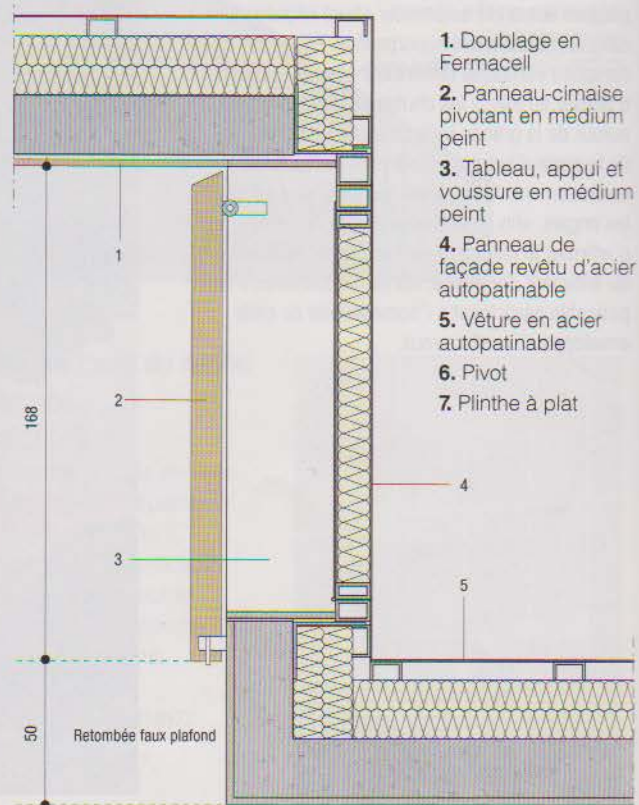 1. Doublage en
Fermacell
2. Panneau-cimaise
pivotant en médium
peint
3. Tableau, appui et
voussure en médium
peint
4. Panneau de
façade revêtu d'acier
autopatinable
5. Vêture en acier
autopatinable
6. Pivot
7. Plinthe à plat
1
2
168
3
4
5
50
Retombée faux plafond